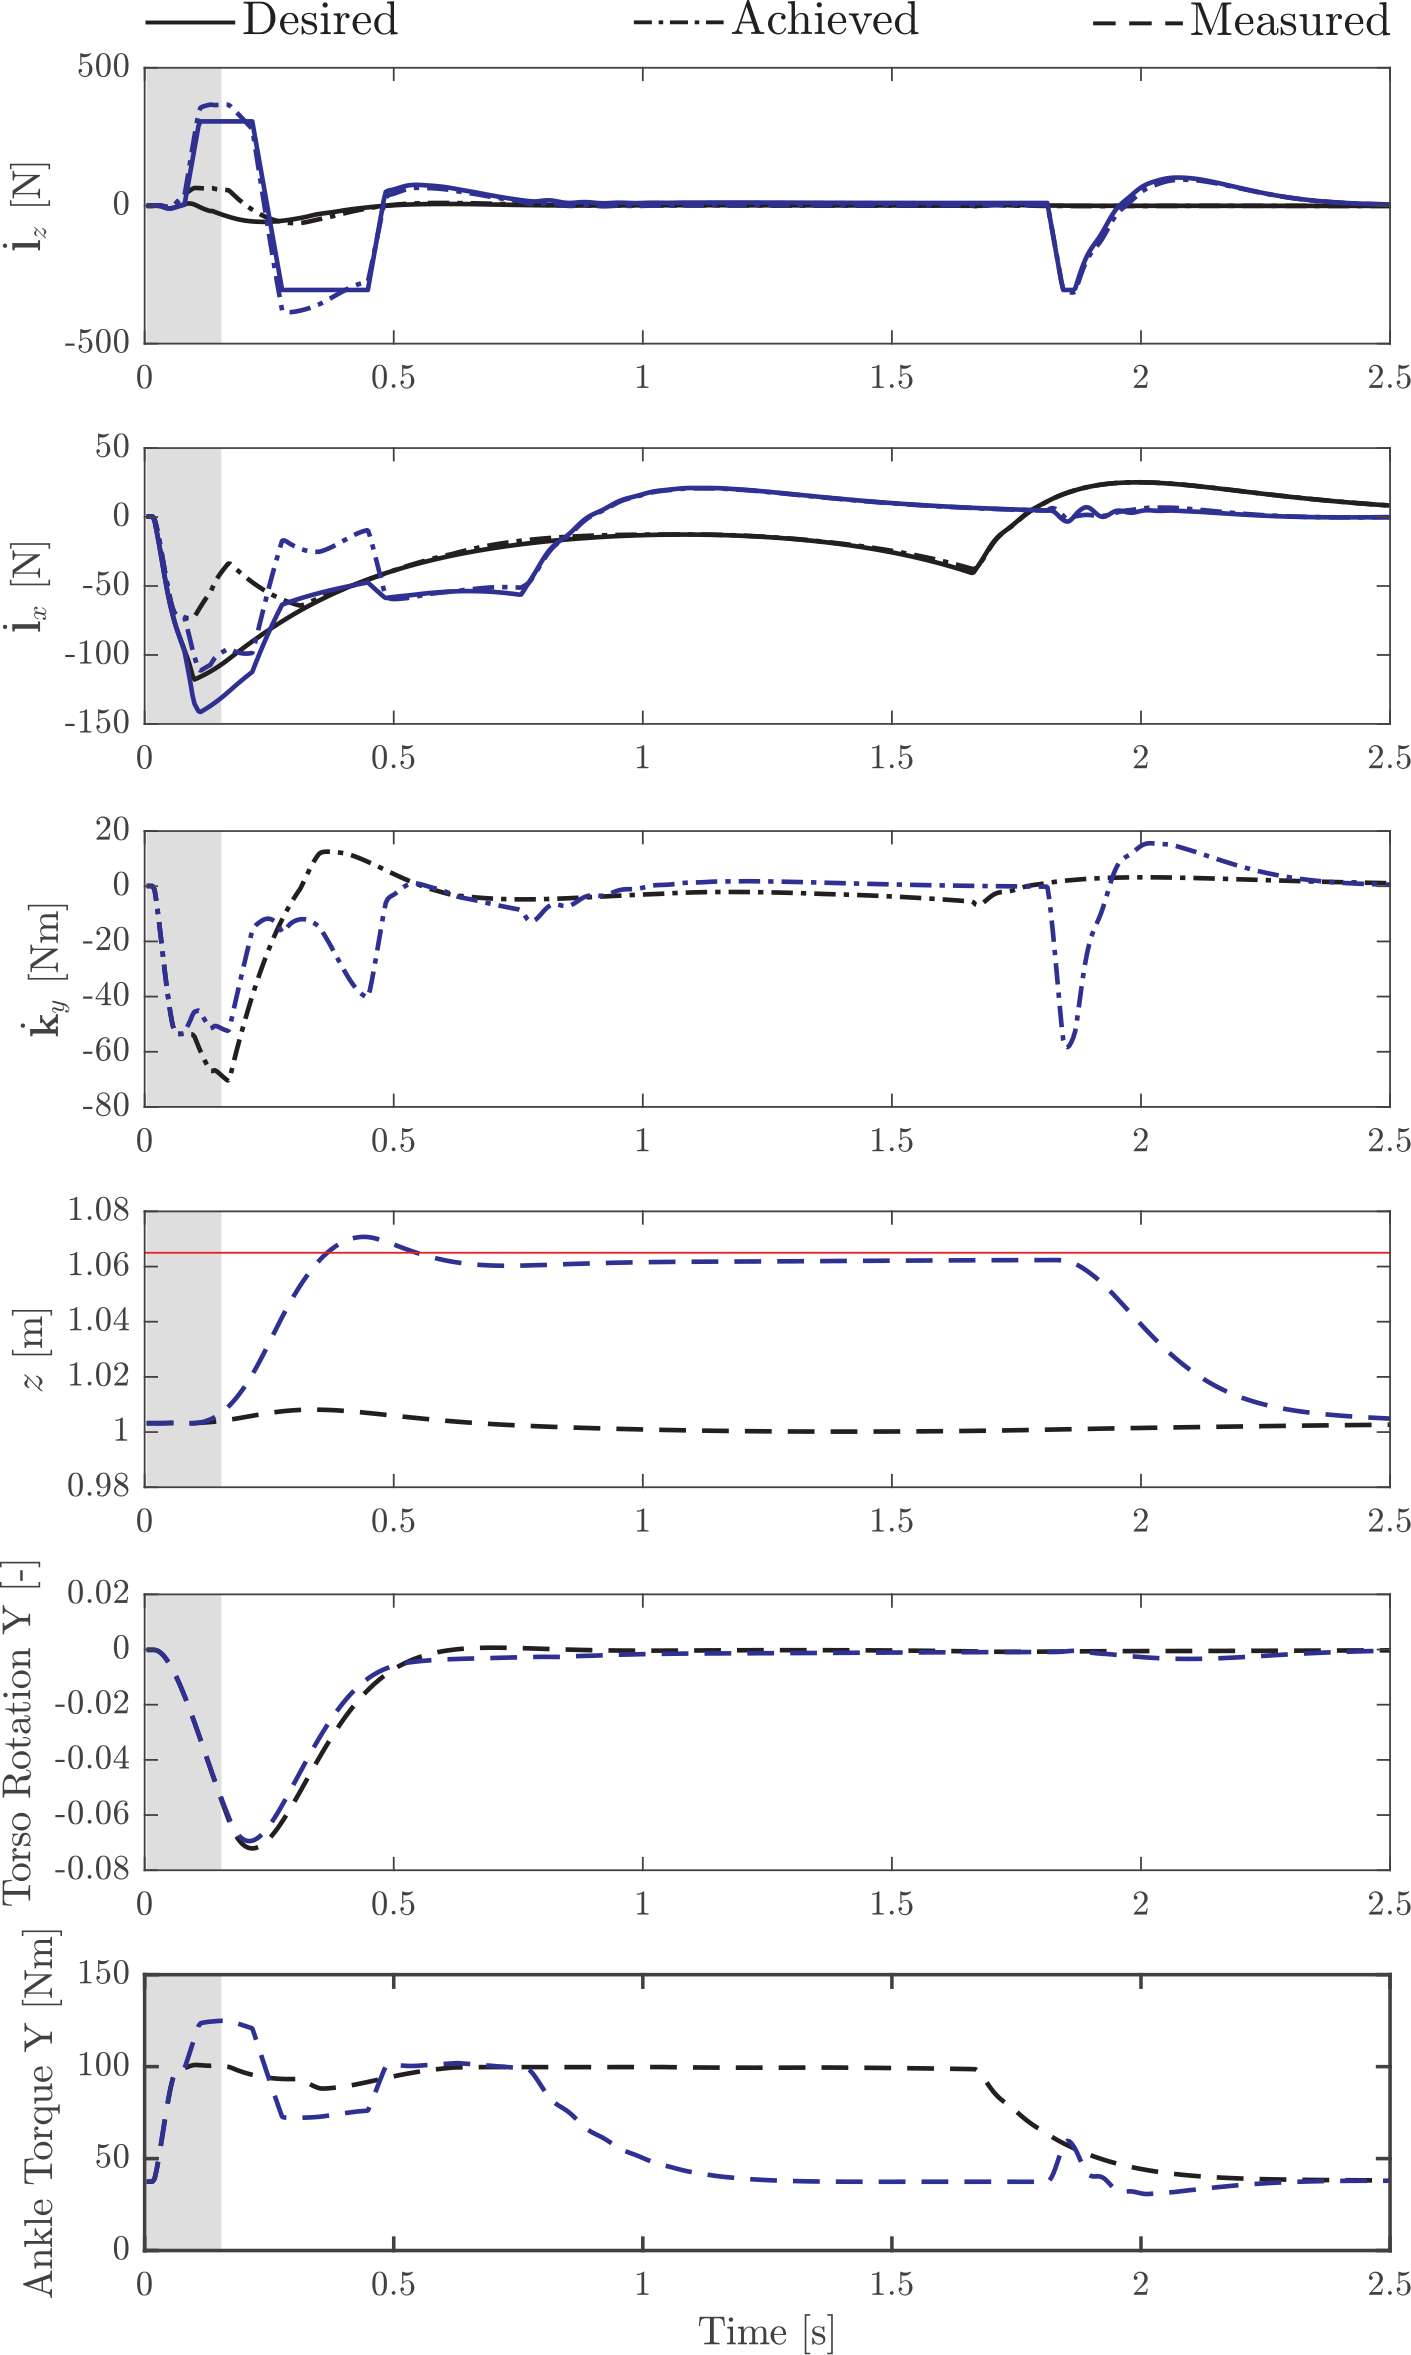 Desired Achieved Measured
500
0
-500
i̇z [N]
0 0.5 1 1.5 2 2.5
50
0
-50
-100
-150
i̇x [N]
0 0.5 1 1.5 2 2.5
20
0
-20
-40
-60
-80
k̇y [Nm]
0 0.5 1 1.5 2 2.5
1.08
1.06
1.04
1.02
1
0.98
z [m]
0 0.5 1 1.5 2 2.5
0.02
0
-0.02
-0.04
-0.06
-0.08
Torso Rotation Y [-]
0 0.5 1 1.5 2 2.5
150
100
50
0
Ankle Torque Y [Nm]
0 0.5 1 1.5 2 2.5
Time [s]